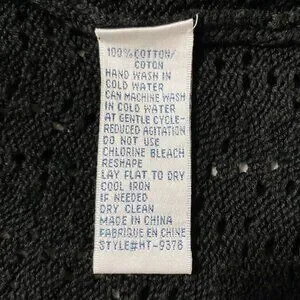 100% COTTON/
COTON
HAND WASH IN
COLD WATER
CAN MACHINE WASH
IN COLD WATER
AT GENTLE CYCLE-
REDUCED AGITATION
DO NOT USE
CHLORINE BLEACH
RESHAPE
LAY FLAT TO DRY
COOL IRON
IF NEEDED
DRY CLEAN
MADE IN CHINA
FABRIQUE EN CHINE
STYLE#HT-9376